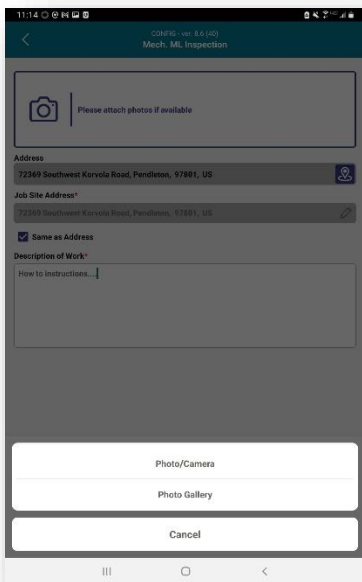 11:14
CONFIG - ver. 8.6 (40)
Mech. ML Inspection
Please attach photos if available
Address
72369 Southwest Korvola Road, Pendleton, 97801, US
Job Site Address*
72369 Southwest Korvola Road, Pendleton, 97801, US
Same as Address
Description of Work*
How to instructions....
Photo/Camera
Photo Gallery
Cancel